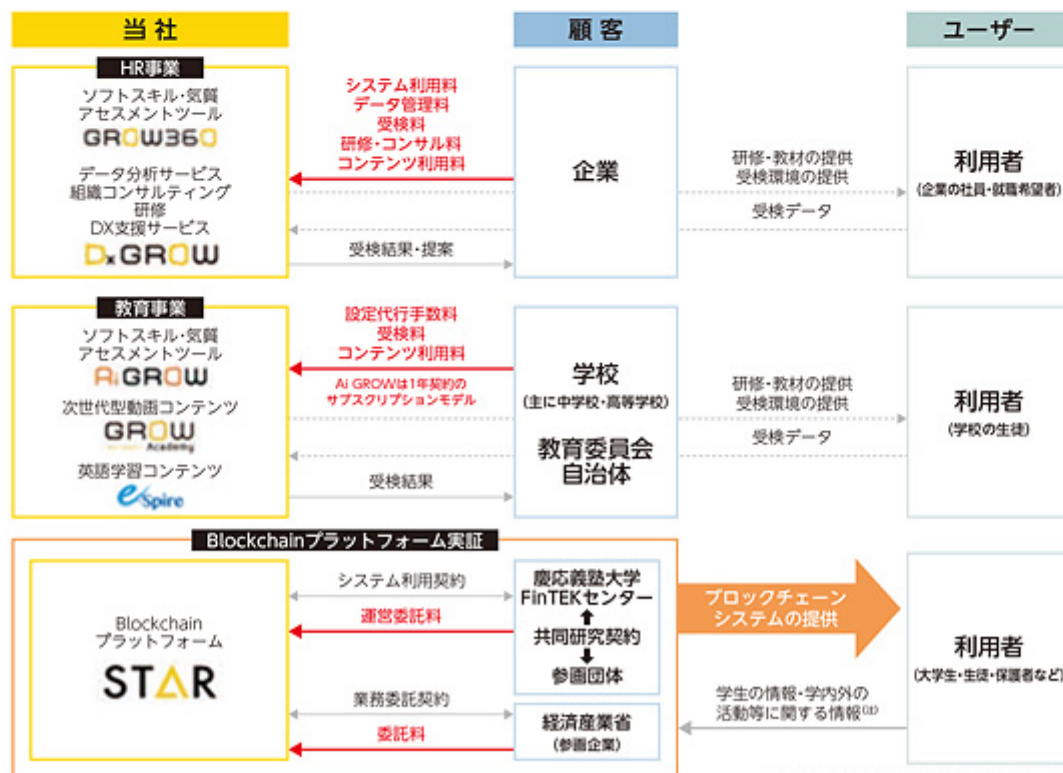 当社
顧客
ユーザー
HR事業
ソフトスキル・気質
アセスメントツール
GROW360
データ分析サービス
組織コンサルティング
研修
DX支援サービス
DxGROW
システム利用料
データ管理料
受検料
研修・コンサル料
コンテンツ利用料
受検結果・提案
企業
研修・教材の提供
受検環境の提供
受検データ
利用者
(企業の社員・就職希望者)
教育事業
ソフトスキル・気質
アセスメントツール
Ai GROW
次世代型動画コンテンツ
GROW
Academy
英語学習コンテンツ
e-Spire
設定代行手数料
受検料
コンテンツ利用料
Ai GROWは1年契約の
サブスクリプションモデル
受検結果
学校
(主に中学校・高等学校)
教育委員会
自治体
研修・教材の提供
受検環境の提供
受検データ
利用者
(学校の生徒)
Blockchainプラットフォーム実証
Blockchain
プラットフォーム
STAR
システム利用契約
運営委託料
業務委託契約
委託料
慶応義塾大学
FinTEKセンター
共同研究契約
参画団体
経済産業省
(参画企業)
ブロックチェーン
システムの提供
学生の情報・学内外の
活動等に関する情報(注)
利用者
(大学生・生徒・保護者など)